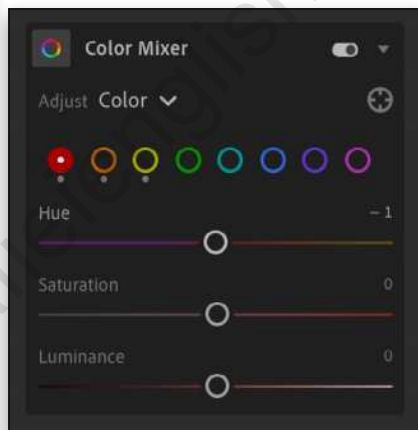 Color Mixer
Adjust Color
Hue − 1
Saturation 0
Luminance 0